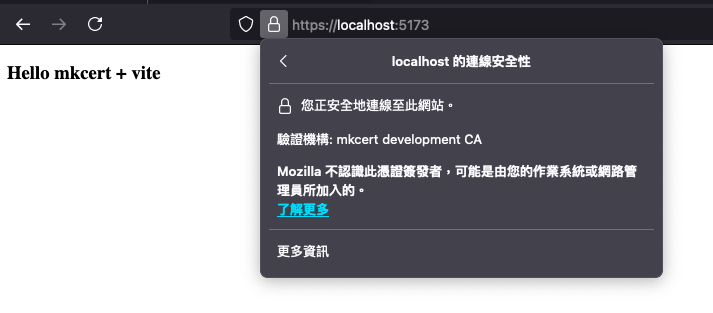 https://localhost:5173
Hello mkcert + vite
localhost 的連線安全性
您正安全地連線至此網站。
驗證機構: mkcert development CA
Mozilla 不認識此憑證簽發者，可能是由您的作業系統或網路管
理員所加入的。
了解更多
更多資訊